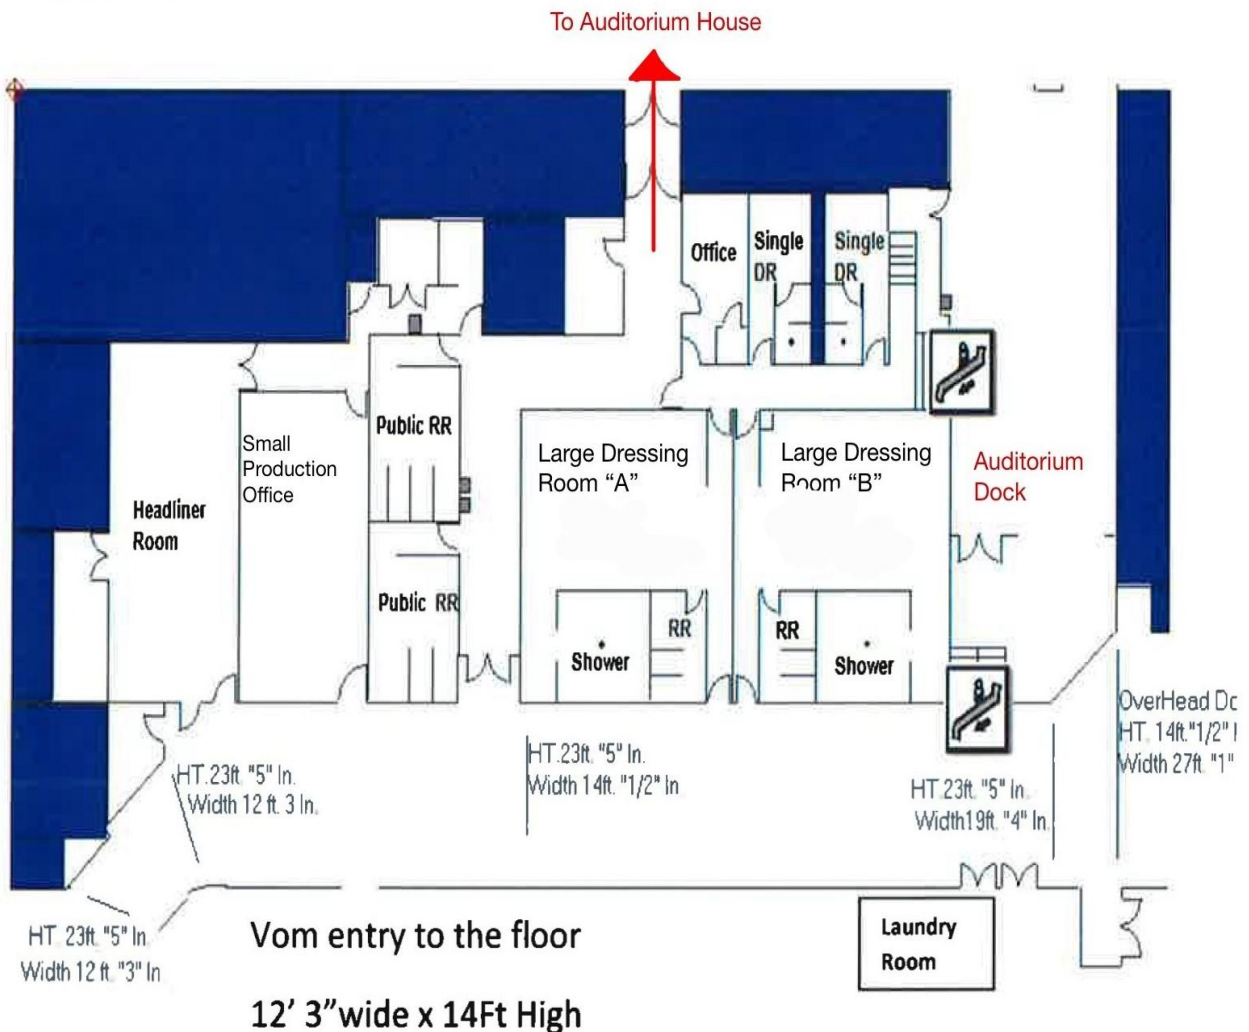 To Auditorium House
Office
Single
DR
Single
DR
Public RR
Small
Production
Office
Large Dressing
Room “A”
Large Dressing
Room “B”
Auditorium
Dock
Headliner
Room
Public RR
RR
RR
Shower
Shower
HT.23ft. "5" In.
Width 12 ft. 3 In.
HT.23ft. "5" In.
Width 14ft. "1/2" In
HT.23ft. "5" In.
Width19ft. "4" In.
OverHead
HT. 14ft."1/2"
Width 27ft. "1"
HT. 23ft. "5" In.
Width 12 ft. "3" In
Vom entry to the floor
12’ 3”wide x 14Ft High
Laundry
Room